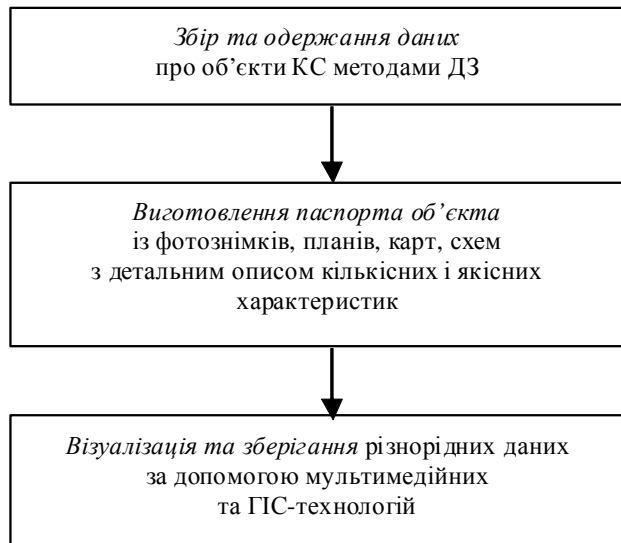 Збір та одержання даних
про об’єкти КС методами ДЗ
Виготовлення паспорта об’єкта
із фотознімків, планів, карт, схем
з детальним описом кількісних і якісних
характеристик
Візуалізація та зберігання різнорідних даних
за допомогою мультимедійних
та ГІС-технологій